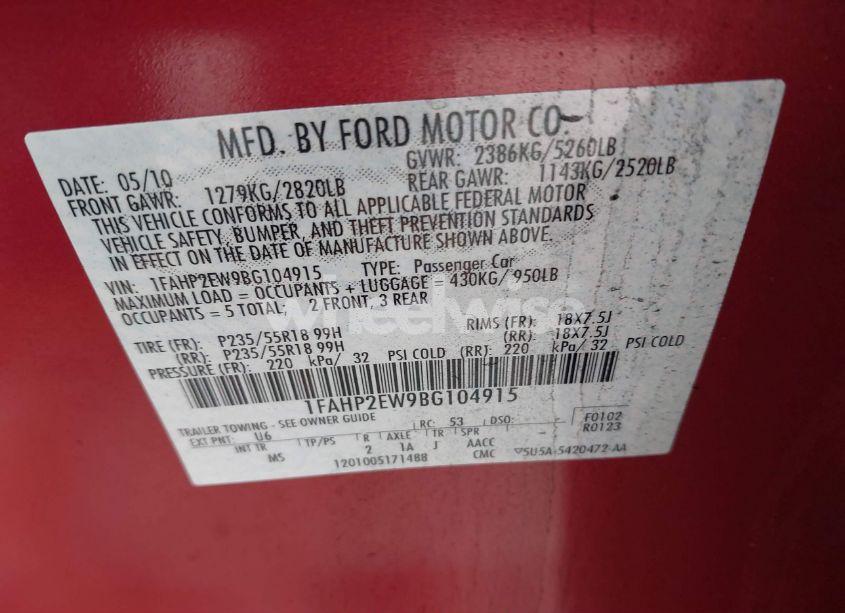 MFD. BY FORD MOTOR CO.
DATE: 05/10 GVWR: 2386KG/5260LB
FRONT GAWR: 1279KG/2820LB REAR GAWR: 1143KG/2520LB
THIS VEHICLE CONFORMS TO ALL APPLICABLE FEDERAL MOTOR
VEHICLE SAFETY, BUMPER, AND THEFT PREVENTION STANDARDS
IN EFFECT ON THE DATE OF MANUFACTURE SHOWN ABOVE.
VIN: 1FAHP2EW9BG104915 TYPE: Passenger Car
MAXIMUM LOAD = OCCUPANTS + LUGGAGE = 430KG/ 950LB
OCCUPANTS = 5 TOTAL: 2 FRONT, 3 REAR
wheelwise
TIRE (FR): P235/55R18 99H RIMS (FR): 18X7.5J
(RR): P235/55R18 99H (RR): 18X7.5J
PRESSURE (FR): 220 kPa/ 32 PSI COLD (RR): 220 kPa/ 32 PSI COLD
1FAHP2EW9BG104915
TRAILER TOWING - SEE OWNER GUIDE RC: 53 DSO: F0102
EXT PNT: U6 R0123
INT TR TP/PS R AXLE TR SPR
M5 2 1A J AACC
1201005171488 CMC ▽5U5A-5420472-AA